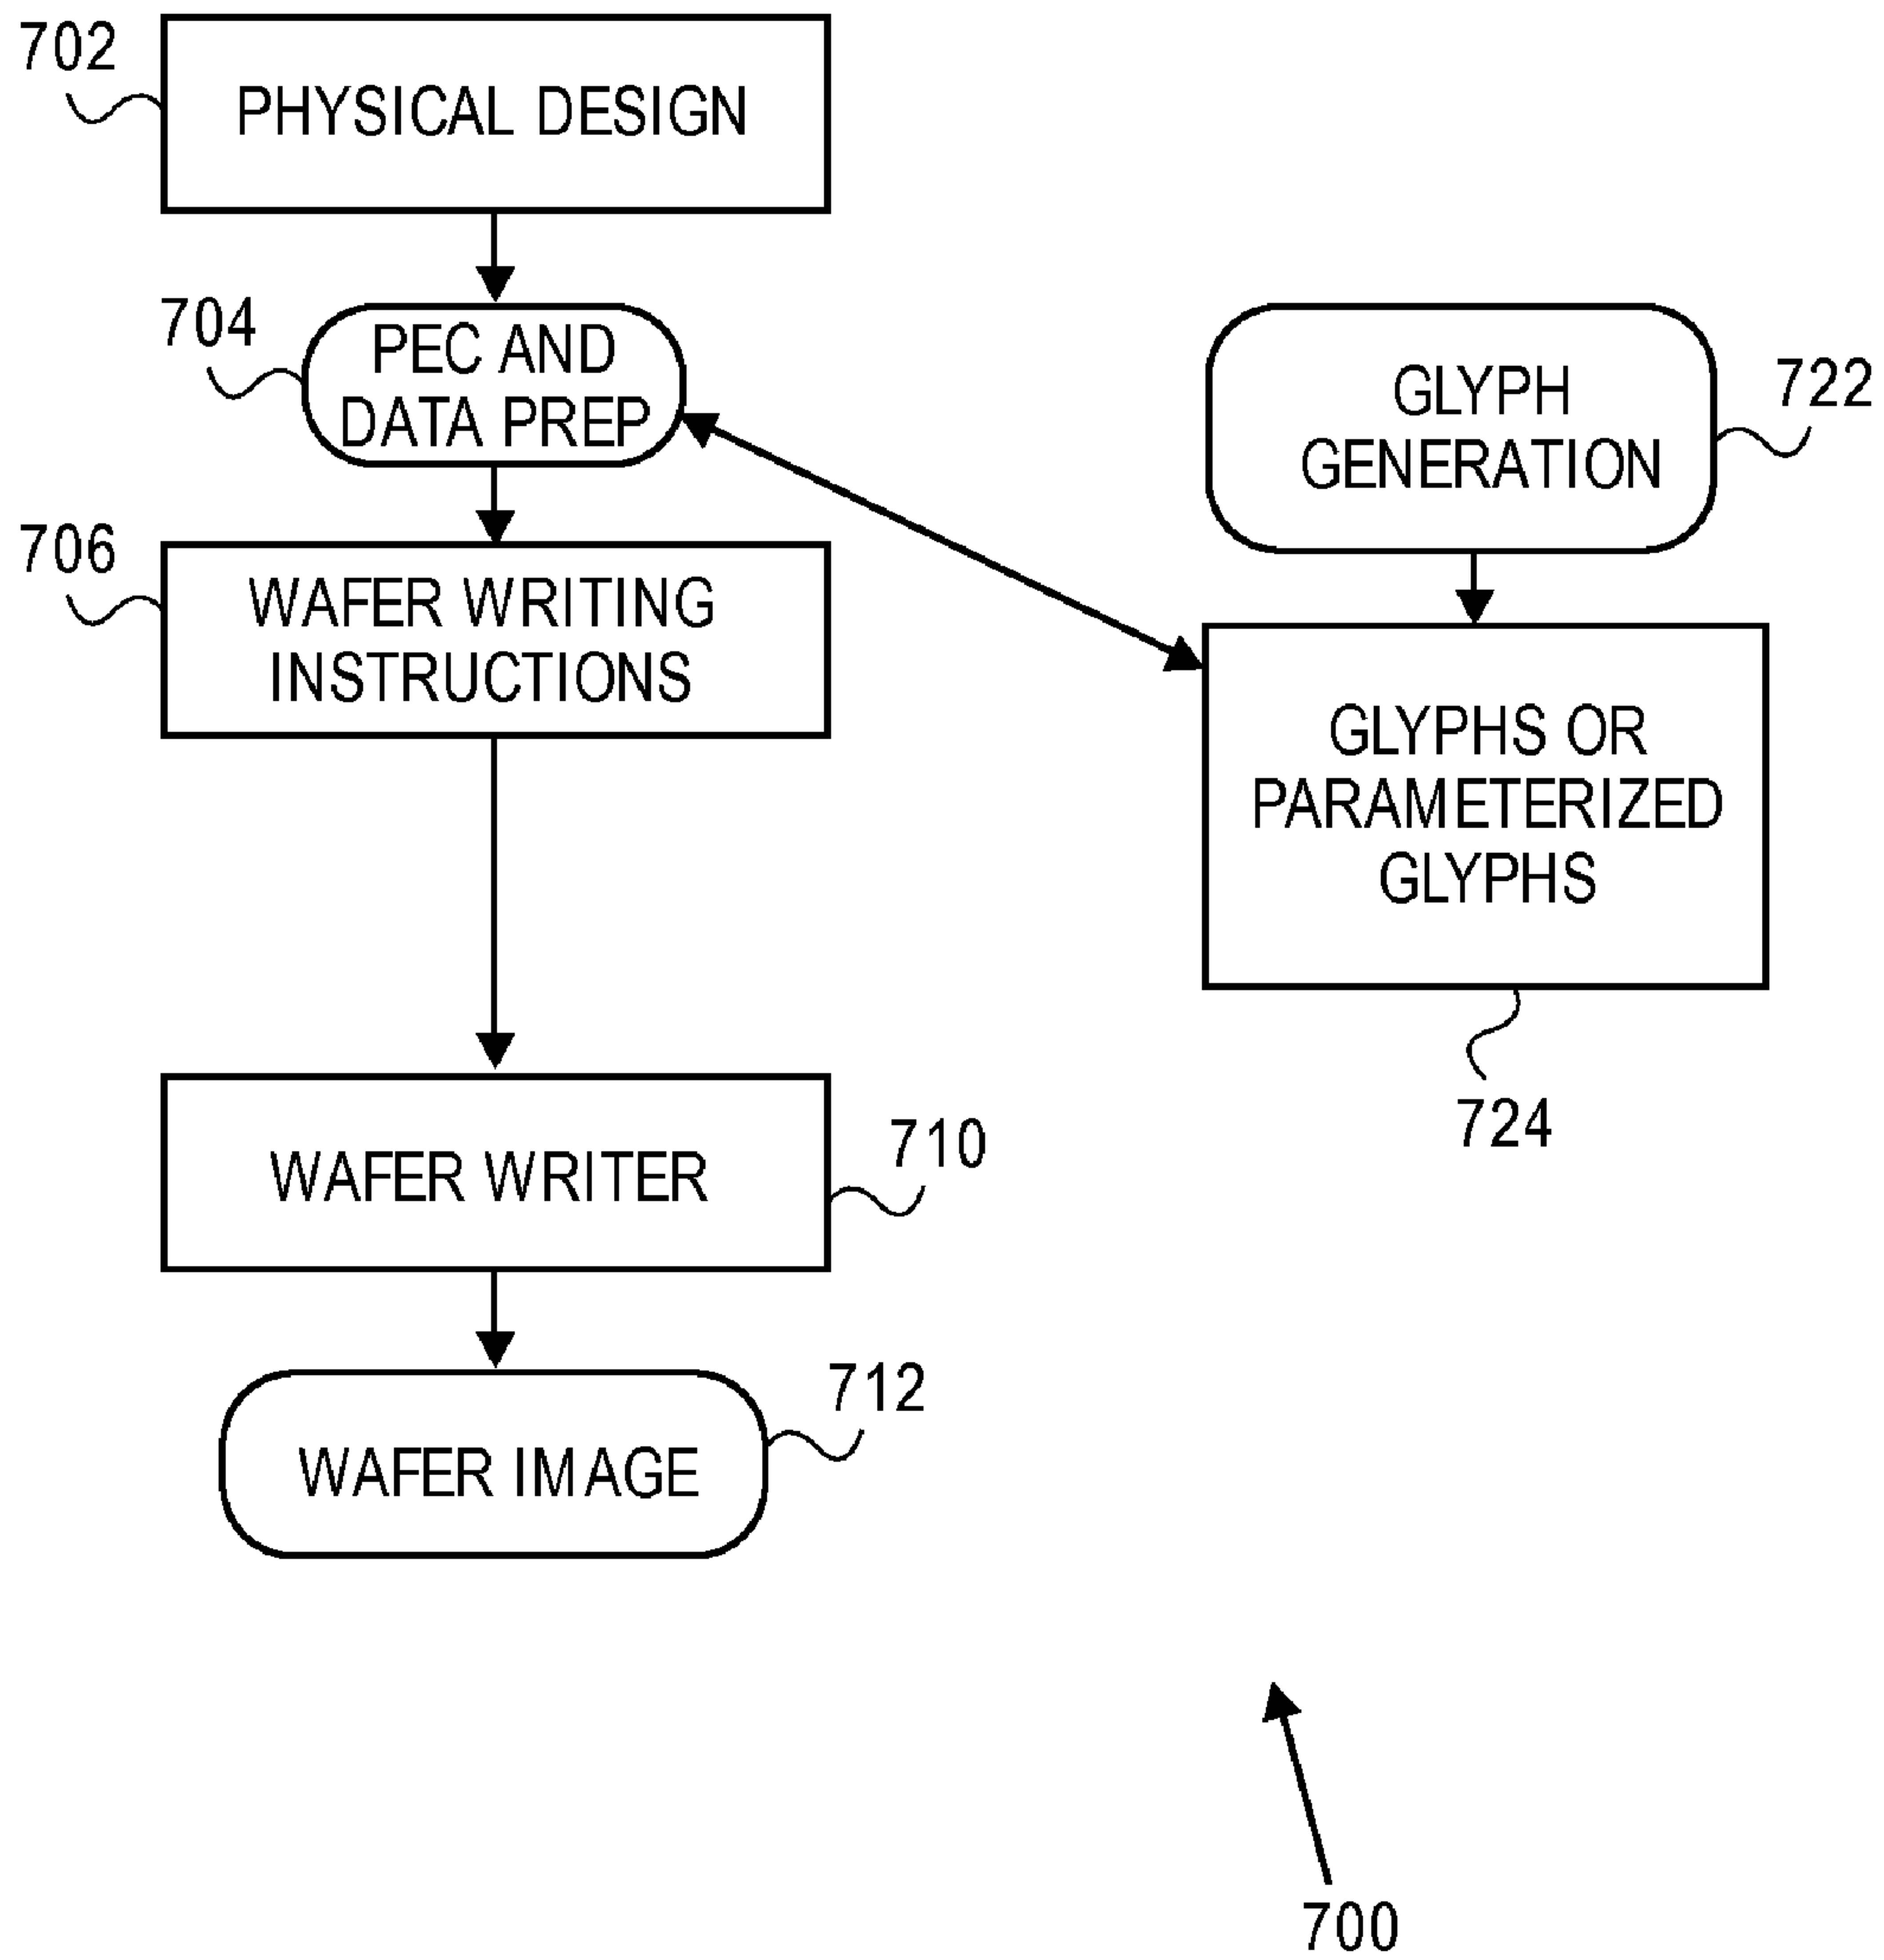 702
PHYSICAL DESIGN
704
PEC AND
DATA PREP
GLYPH
GENERATION
722
706
WAFER WRITING
INSTRUCTIONS
GLYPHS OR
PARAMETERIZED
GLYPHS
724
WAFER WRITER
710
WAFER IMAGE
712
700